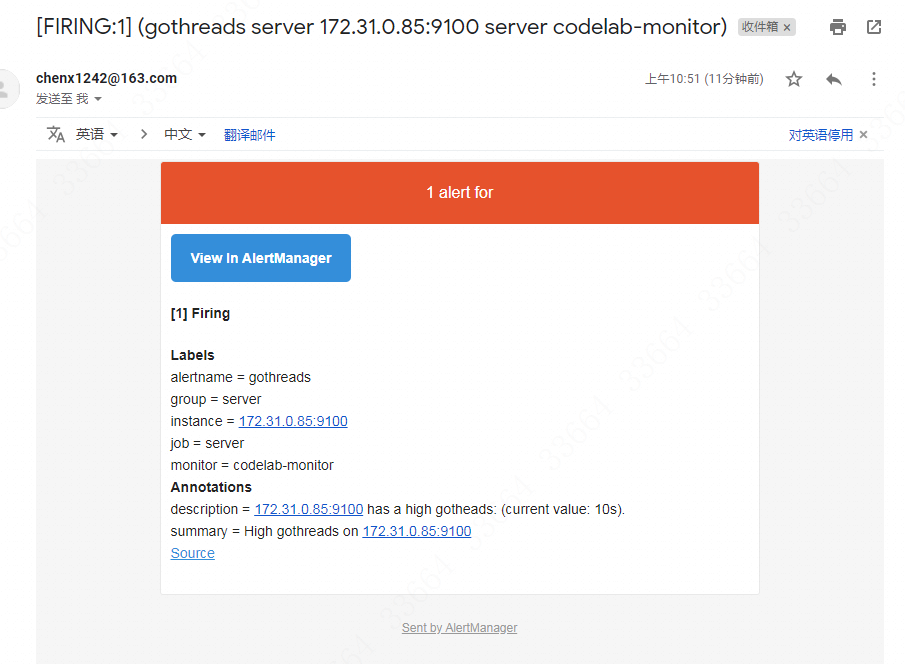 [FIRING:1] (gothreads server 172.31.0.85:9100 server codelab-monitor) 收件箱 ×
chenx1242@163.com 上午10:51 (11分钟前)
发送至 我
英语 中文 翻译邮件 对英语停用 ×
1 alert for
View in AlertManager
[1] Firing
Labels
alertname = gothreads
group = server
instance = 172.31.0.85:9100
job = server
monitor = codelab-monitor
Annotations
description = 172.31.0.85:9100 has a high gotheads: (current value: 10s).
summary = High gothreads on 172.31.0.85:9100
Source
Sent by AlertManager
33664